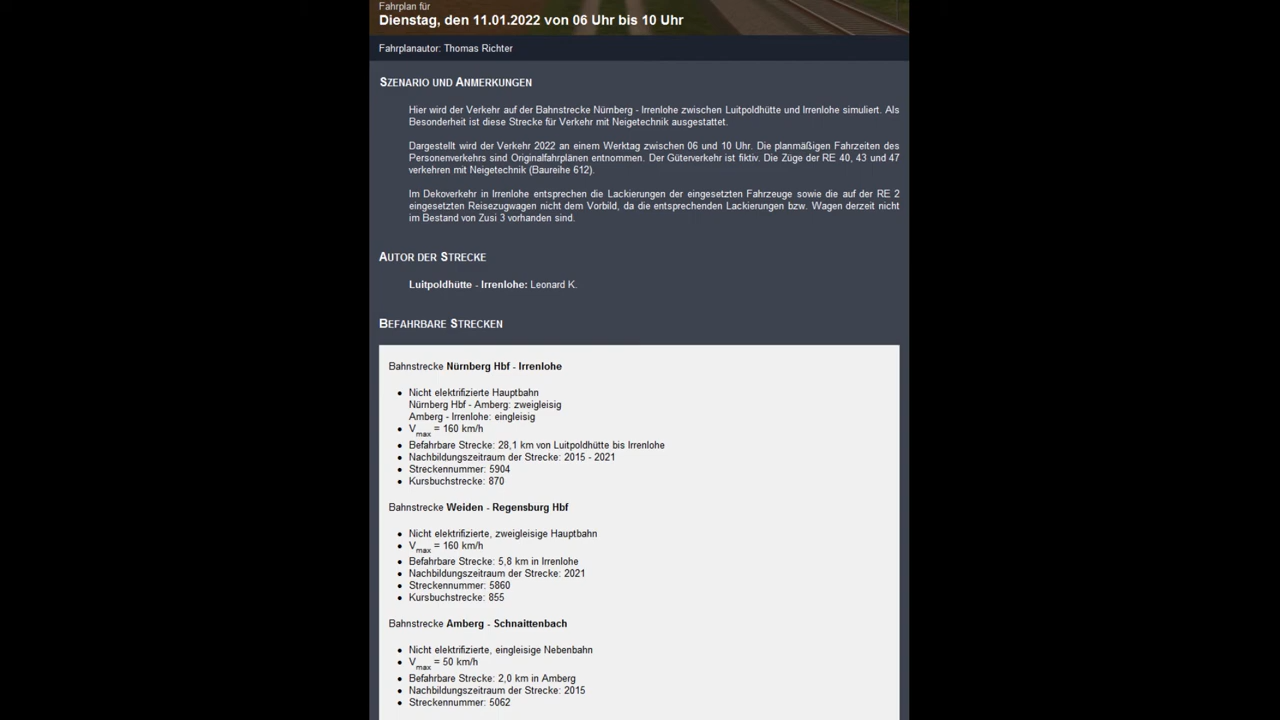 Fahrplan für
Dienstag, den 11.01.2022 von 06 Uhr bis 10 Uhr
Fahrplanautor: Thomas Richter
SZENARIO UND ANMERKUNGEN
Hier wird der Verkehr auf der Bahnstrecke Nürnberg - Irrenlohe zwischen Luitpoldhütte und Irrenlohe simuliert. Als
Besonderheit ist diese Strecke für Verkehr mit Neigetechnik ausgestattet.
Dargestellt wird der Verkehr 2022 an einem Werktag zwischen 06 und 10 Uhr. Die planmäßigen Fahrzeiten des
Personenverkehrs sind Originalfahrplänen entnommen. Der Güterverkehr ist fiktiv. Die Züge der RE 40, 43 und 47
verkehren mit Neigetechnik (Baureihe 612).
Im Dekoverkehr in Irrenlohe entsprechen die Lackierungen der eingesetzten Fahrzeuge sowie die auf der RE 2
eingesetzten Reisezugwagen nicht dem Vorbild, da die entsprechenden Lackierungen bzw. Wagen derzeit nicht
im Bestand von Zusi 3 vorhanden sind.
AUTOR DER STRECKE
Luitpoldhütte - Irrenlohe: Leonard K.
BEFAHRBARE STRECKEN
Bahnstrecke Nürnberg Hbf - Irrenlohe
• Nicht elektrifizierte Hauptbahn
Nürnberg Hbf - Amberg: zweigleisig
Amberg - Irrenlohe: eingleisig
• Vmax = 160 km/h
• Befahrbare Strecke: 28,1 km von Luitpoldhütte bis Irrenlohe
• Nachbildungszeitraum der Strecke: 2015 - 2021
• Streckennummer: 5904
• Kursbuchstrecke: 870
Bahnstrecke Weiden - Regensburg Hbf
• Nicht elektrifizierte, zweigleisige Hauptbahn
• Vmax = 160 km/h
• Befahrbare Strecke: 5,8 km in Irrenlohe
• Nachbildungszeitraum der Strecke: 2021
• Streckennummer: 5860
• Kursbuchstrecke: 855
Bahnstrecke Amberg - Schnaittenbach
• Nicht elektrifizierte, eingleisige Nebenbahn
• Vmax = 50 km/h
• Befahrbare Strecke: 2,0 km in Amberg
• Nachbildungszeitraum der Strecke: 2015
• Streckennummer: 5062